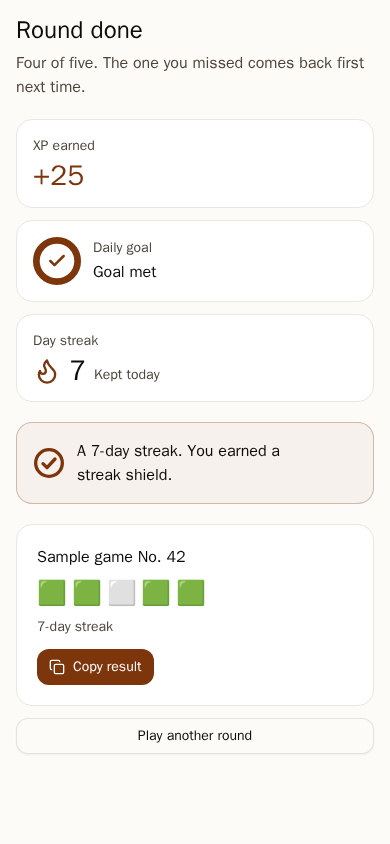 Round done
Four of five. The one you missed comes back first
next time.
XP earned
+25
Daily goal
Goal met
Day streak
7 Kept today
A 7-day streak. You earned a
streak shield.
Sample game No. 42
🟩 🟩 ⬜ 🟩 🟩
7-day streak
Copy result
Play another round